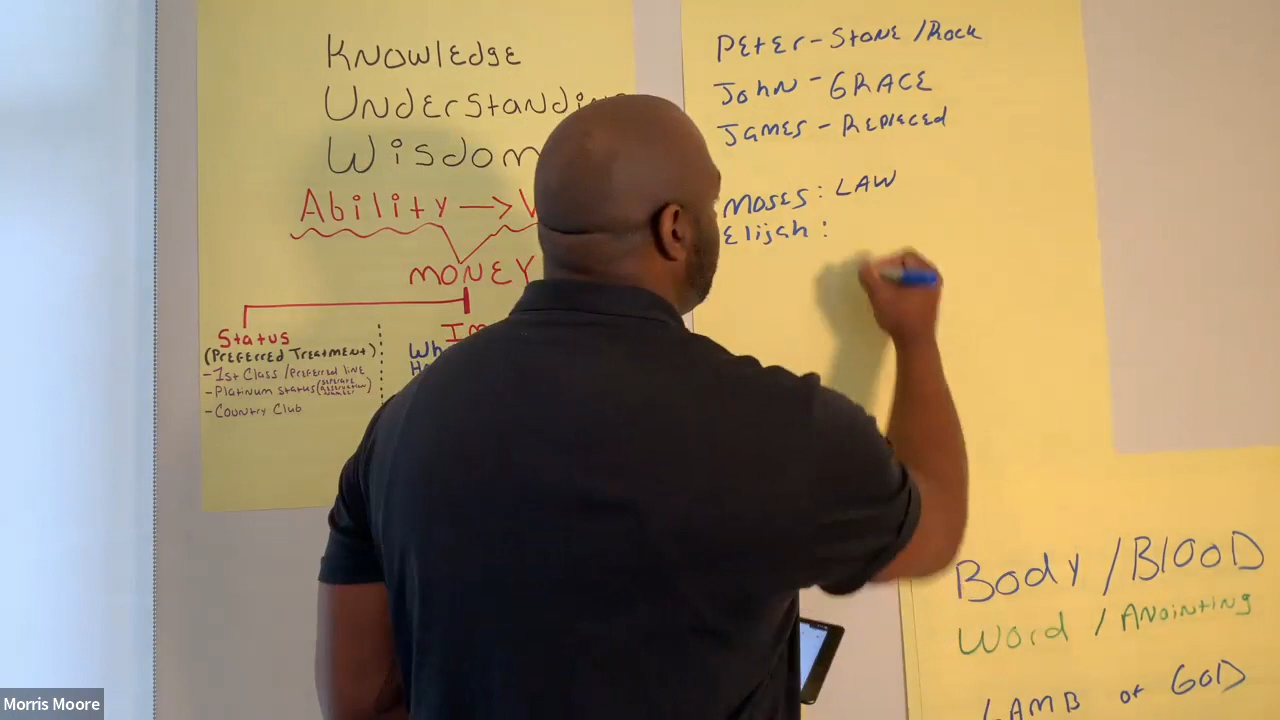 Knowledge
Understanding
Wisdom
Ability →
MONEY
Status
(Preferred Treatment)
- 1st Class / Preferred line
- Platinum Status
- Country Club
Peter - Stone / Rock
John - GRACE
James - Replaced
Moses : LAW
Elijah :
Body / BlOOD
Word / Anointing
LAMB of GOD
Morris Moore